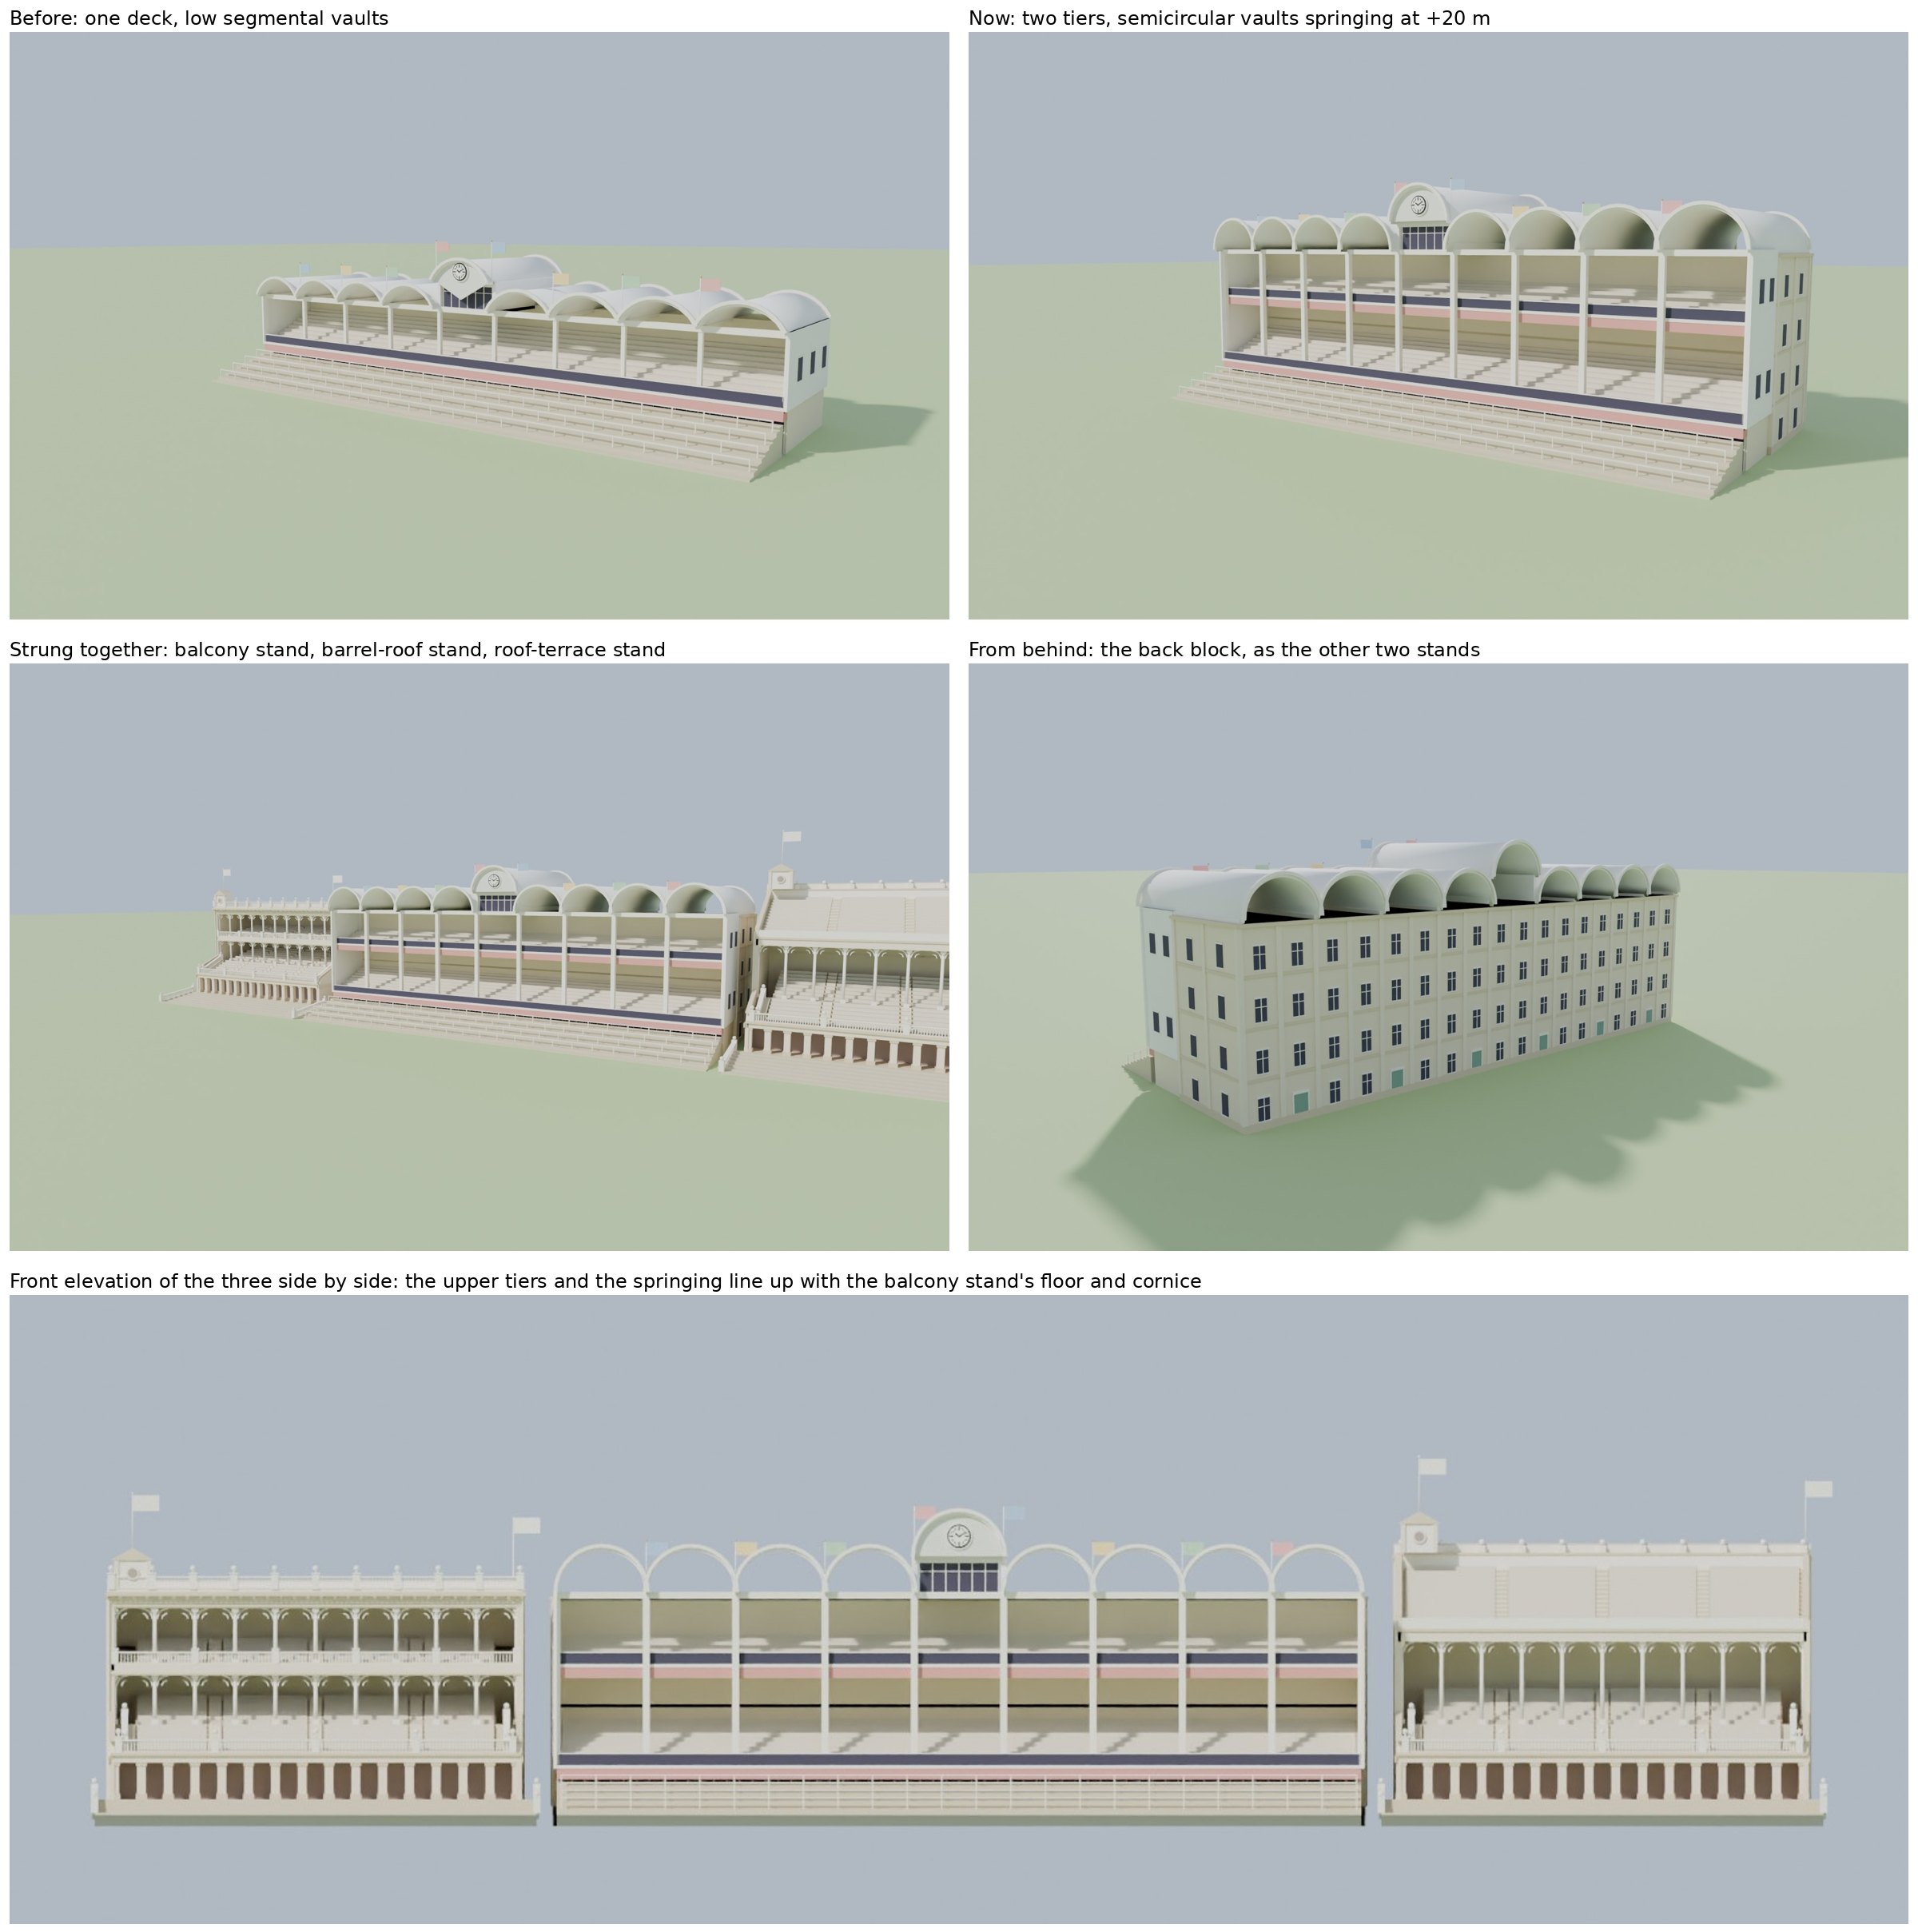 Before: one deck, low segmental vaults
Now: two tiers, semicircular vaults springing at +20 m
Strung together: balcony stand, barrel-roof stand, roof-terrace stand
From behind: the back block, as the other two stands
Front elevation of the three side by side: the upper tiers and the springing line up with the balcony stand's floor and cornice